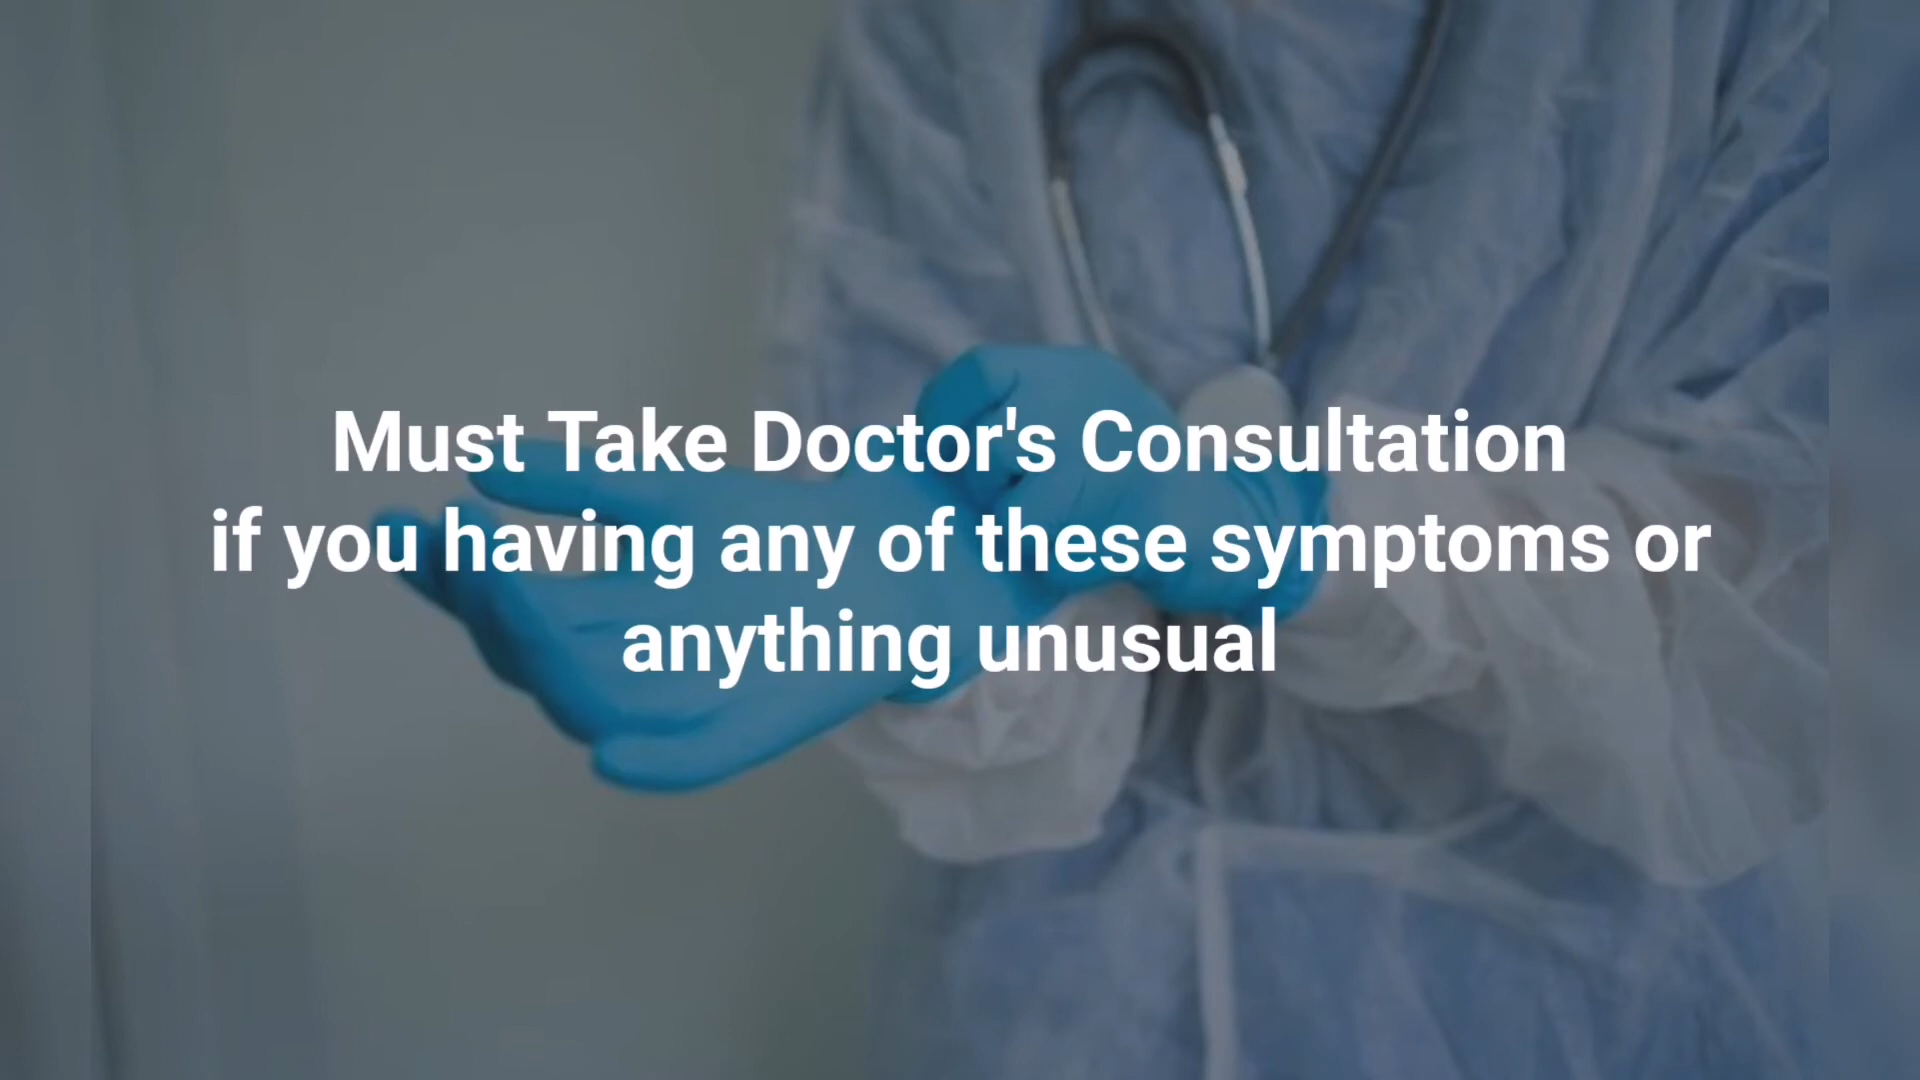 Must Take Doctor's Consultation
if you having any of these symptoms or
anything unusual